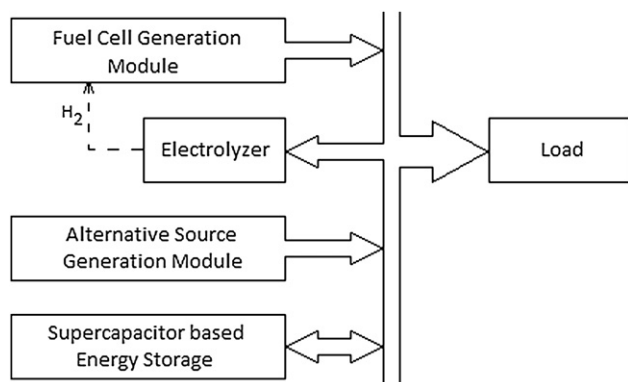 Fuel Cell Generation
Module
H2
Electrolyzer
Load
Alternative Source
Generation Module
Supercapacitor based
Energy Storage